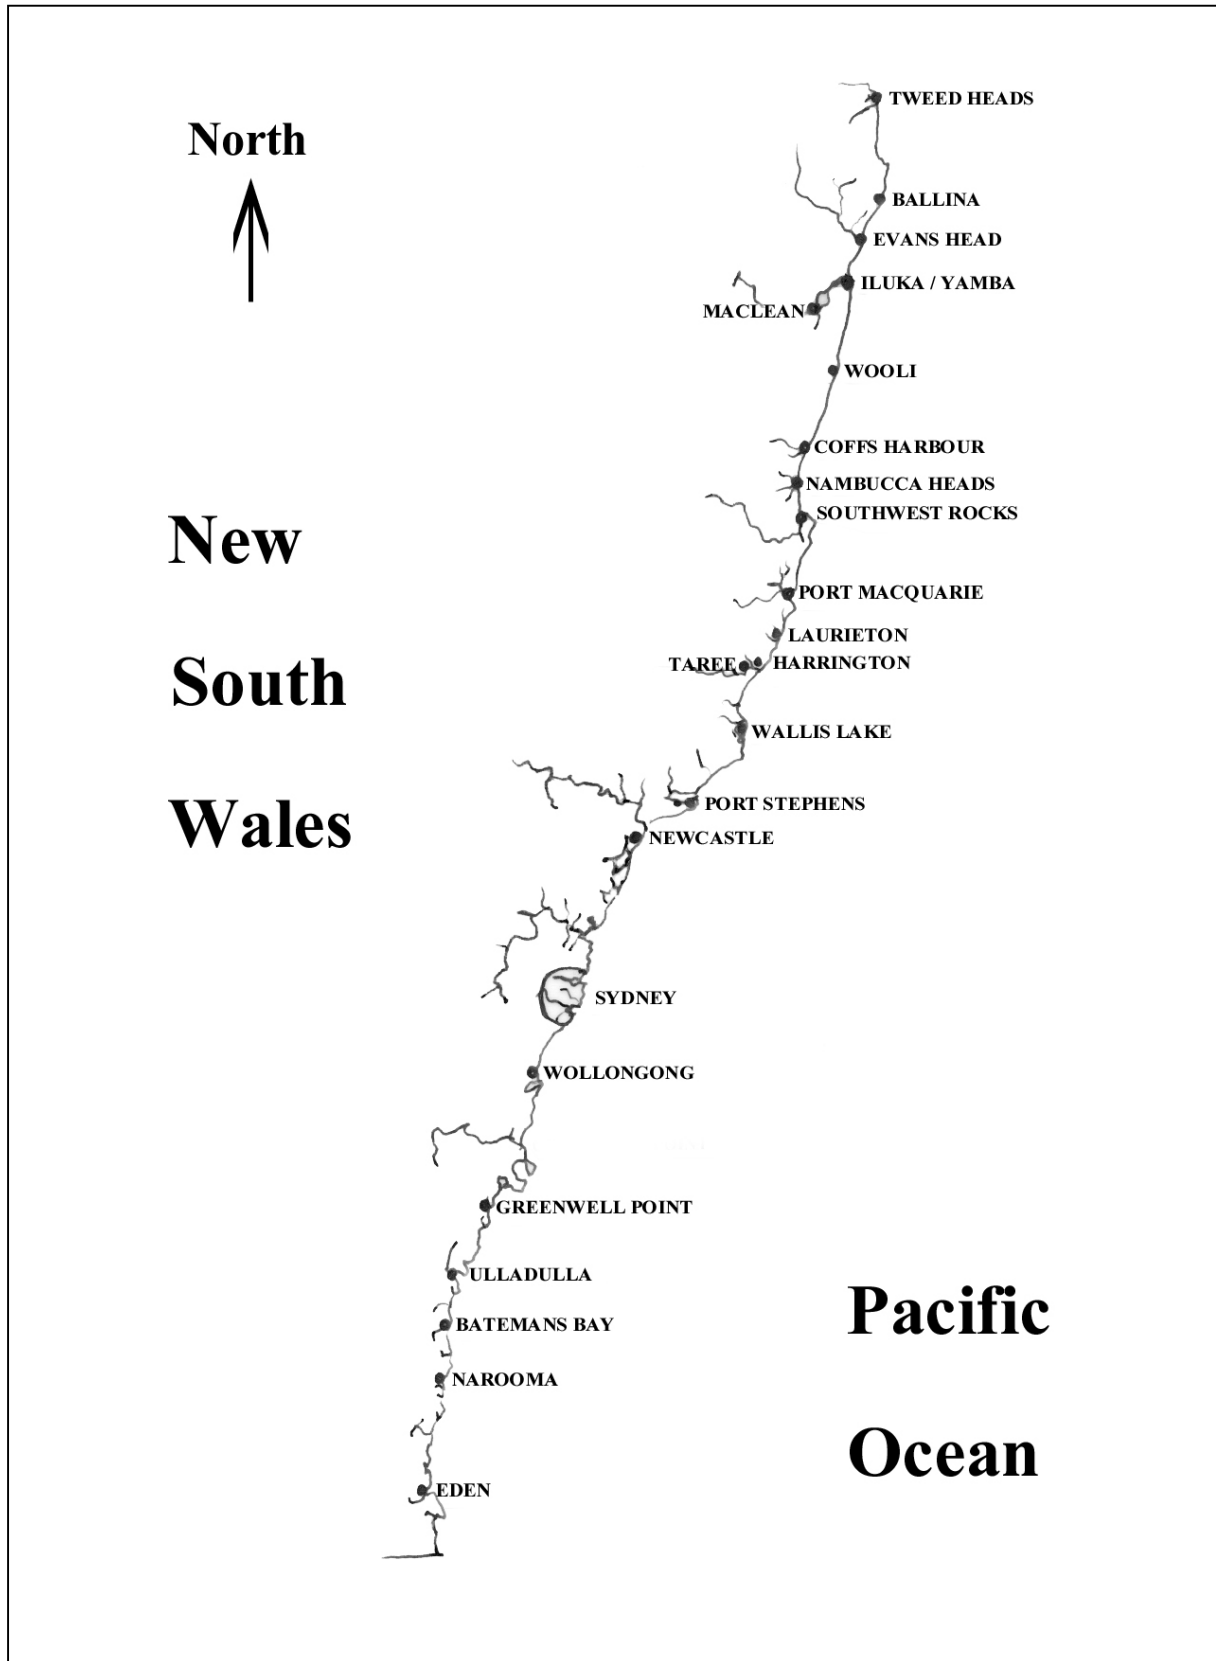 TWEED HEADS
North
BALLINA
EVANS HEAD
ILUKA / YAMBA
MACLEAN
WOOLI
COFFS HARBOUR
NAMBUCCA HEADS
SOUTHWEST ROCKS
New
PORT MACQUARIE
LAURIETON
TAREE
HARRINGTON
South
WALLIS LAKE
PORT STEPHENS
Wales
NEWCASTLE
SYDNEY
WOLLONGONG
GREENWELL POINT
ULLADULLA
Pacific
BATEMANS BAY
NAROOMA
Ocean
EDEN